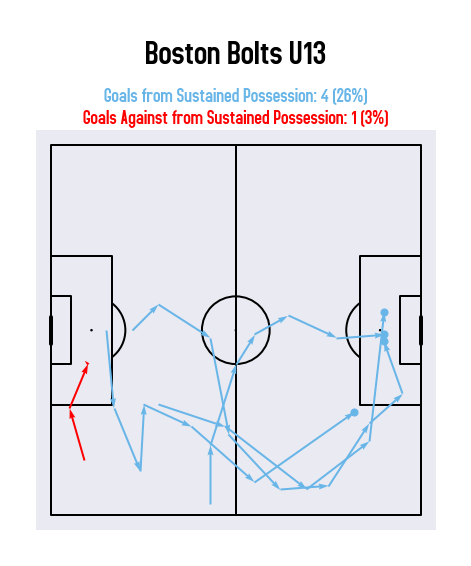 Boston Bolts U13
Goals from Sustained Possession: 4 (26%)
Goals Against from Sustained Possession: 1 (3%)